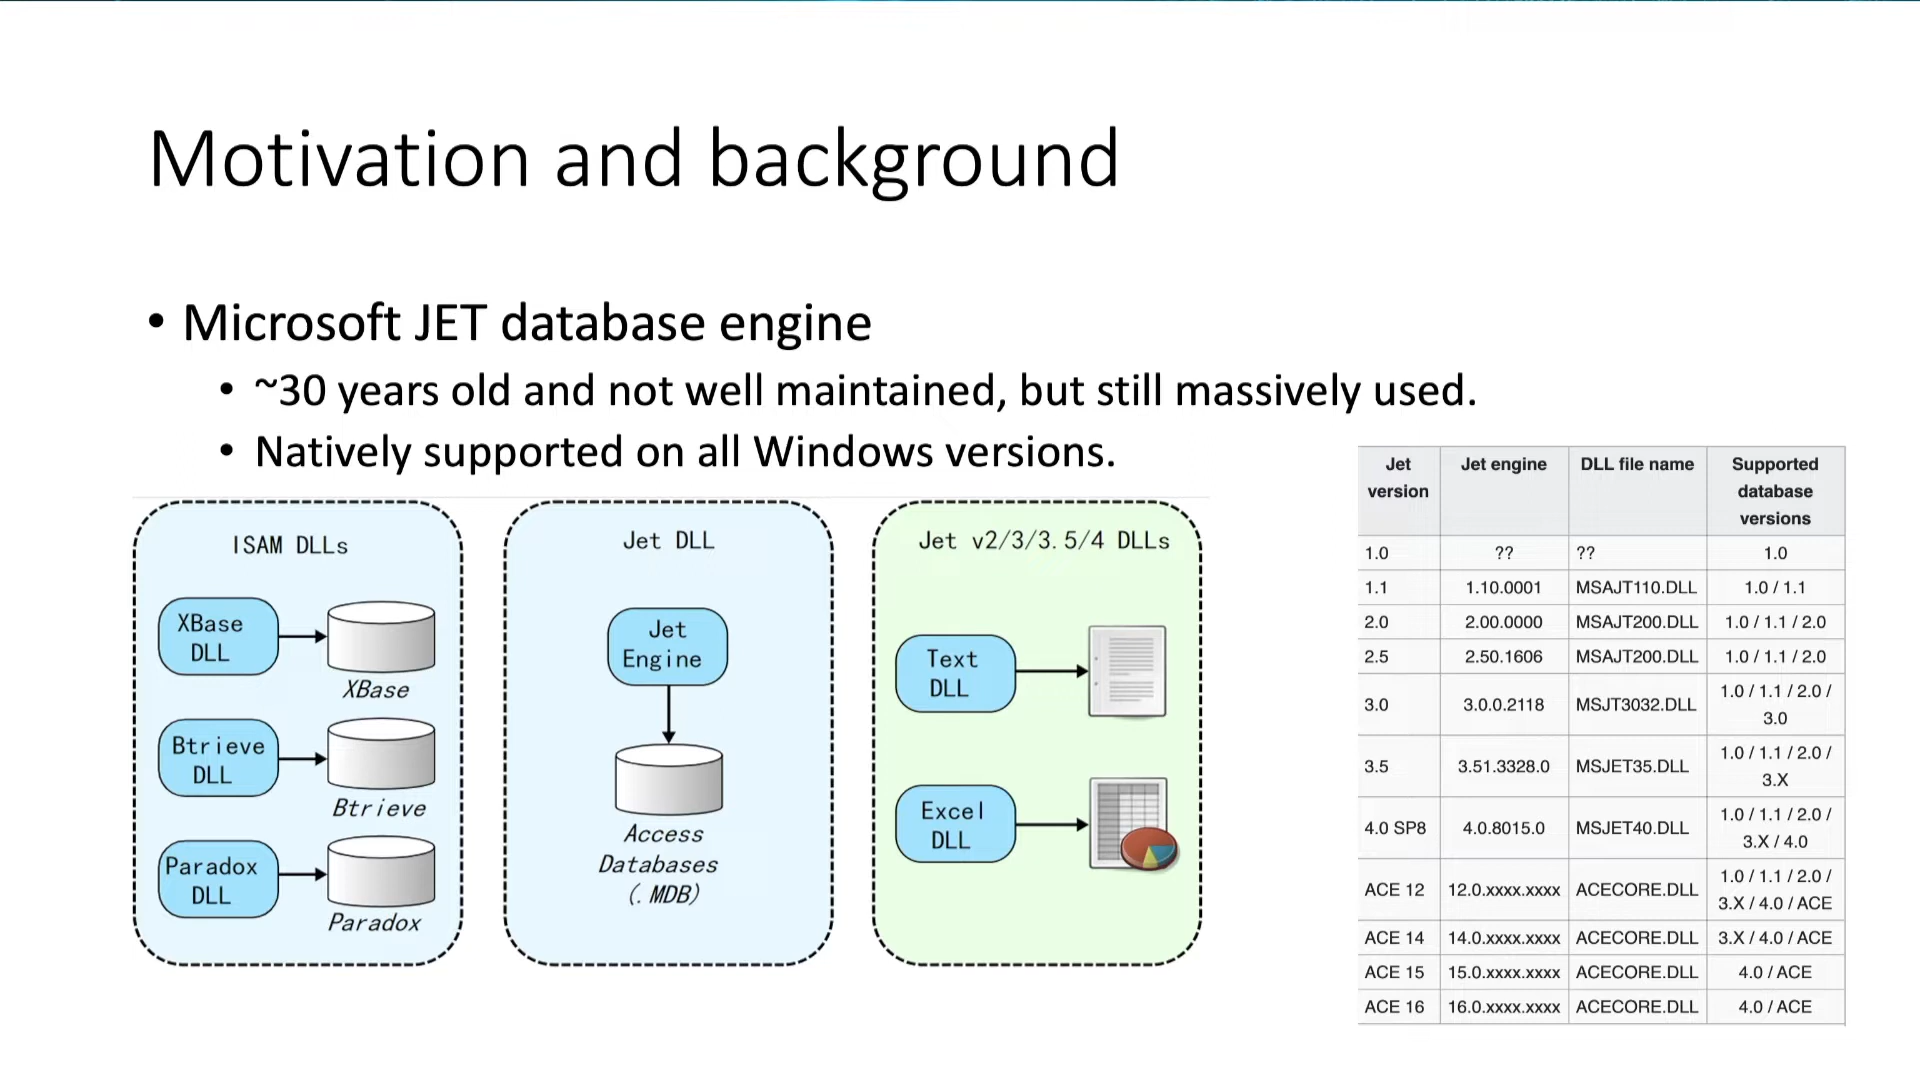 Motivation and background
• Microsoft JET database engine
• ~30 years old and not well maintained, but still massively used.
• Natively supported on all Windows versions.
ISAM DLLs
XBase
DLL
XBase
Btrieve
DLL
Btrieve
Paradox
DLL
Paradox
Jet DLL
Jet
Engine
Access
Databases
(.MDB)
Jet v2/3/3.5/4 DLLs
Text
DLL
Excel
DLL
Jet version Jet engine DLL file name Supported database versions
1.0 ?? ?? 1.0
1.1 1.10.0001 MSAJT110.DLL 1.0 / 1.1
2.0 2.00.0000 MSAJT200.DLL 1.0 / 1.1 / 2.0
2.5 2.50.1606 MSAJT200.DLL 1.0 / 1.1 / 2.0
3.0 3.0.0.2118 MSJT3032.DLL 1.0 / 1.1 / 2.0 / 3.0
3.5 3.51.3328.0 MSJET35.DLL 1.0 / 1.1 / 2.0 / 3.X
4.0 SP8 4.0.8015.0 MSJET40.DLL 1.0 / 1.1 / 2.0 / 3.X / 4.0
ACE 12 12.0.xxxx.xxxx ACECORE.DLL 1.0 / 1.1 / 2.0 / 3.X / 4.0 / ACE
ACE 14 14.0.xxxx.xxxx ACECORE.DLL 3.X / 4.0 / ACE
ACE 15 15.0.xxxx.xxxx ACECORE.DLL 4.0 / ACE
ACE 16 16.0.xxxx.xxxx ACECORE.DLL 4.0 / ACE